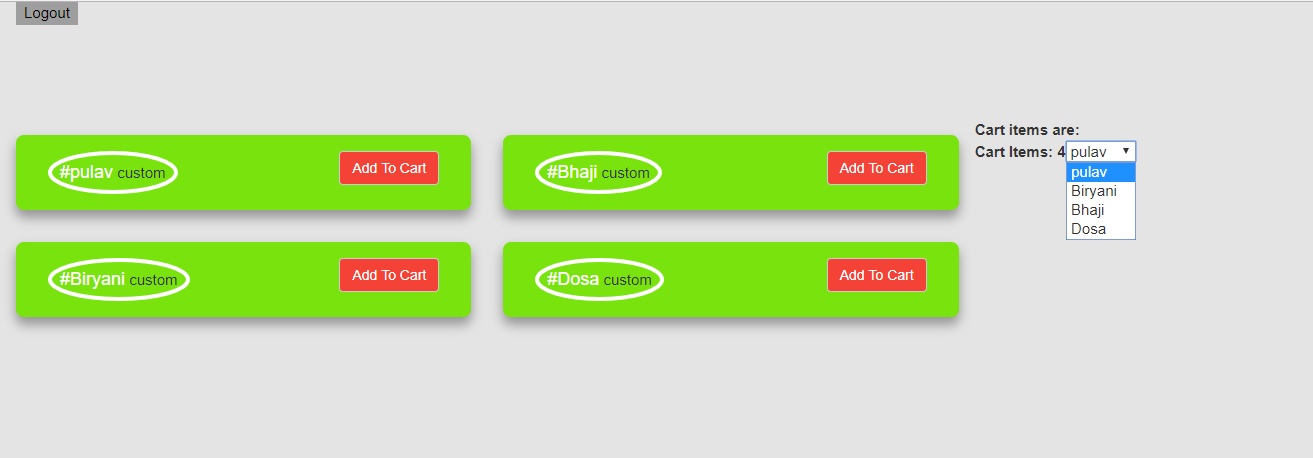 Logout
#pulav custom
Add To Cart
#Bhaji custom
Add To Cart
#Biryani custom
Add To Cart
#Dosa custom
Add To Cart
Cart items are:
Cart Items: 4 pulav
pulav
Biryani
Bhaji
Dosa